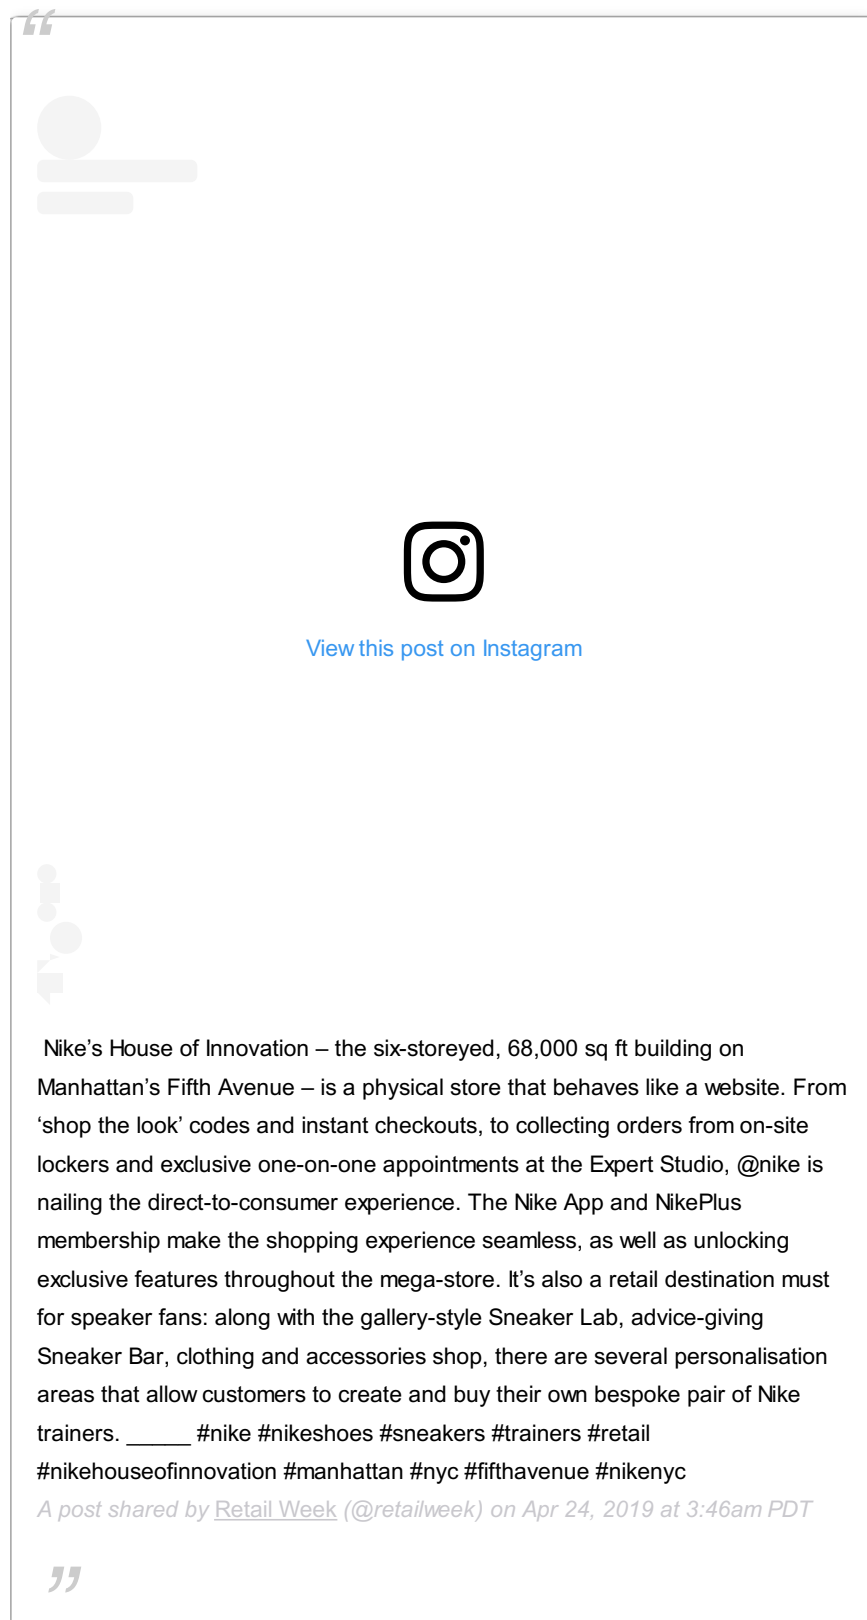 “
View this post on Instagram
Nike’s House of Innovation – the six-storeyed, 68,000 sq ft building on
Manhattan’s Fifth Avenue – is a physical store that behaves like a website. From
‘shop the look’ codes and instant checkouts, to collecting orders from on-site
lockers and exclusive one-on-one appointments at the Expert Studio, @nike is
nailing the direct-to-consumer experience. The Nike App and NikePlus
membership make the shopping experience seamless, as well as unlocking
exclusive features throughout the mega-store. It’s also a retail destination must
for speaker fans: along with the gallery-style Sneaker Lab, advice-giving
Sneaker Bar, clothing and accessories shop, there are several personalisation
areas that allow customers to create and buy their own bespoke pair of Nike
trainers. _____ #nike #nikeshoes #sneakers #trainers #retail
#nikehouseofinnovation #manhattan #nyc #fifthavenue #nikenyc
A post shared by Retail Week (@retailweek) on Apr 24, 2019 at 3:46am PDT
”